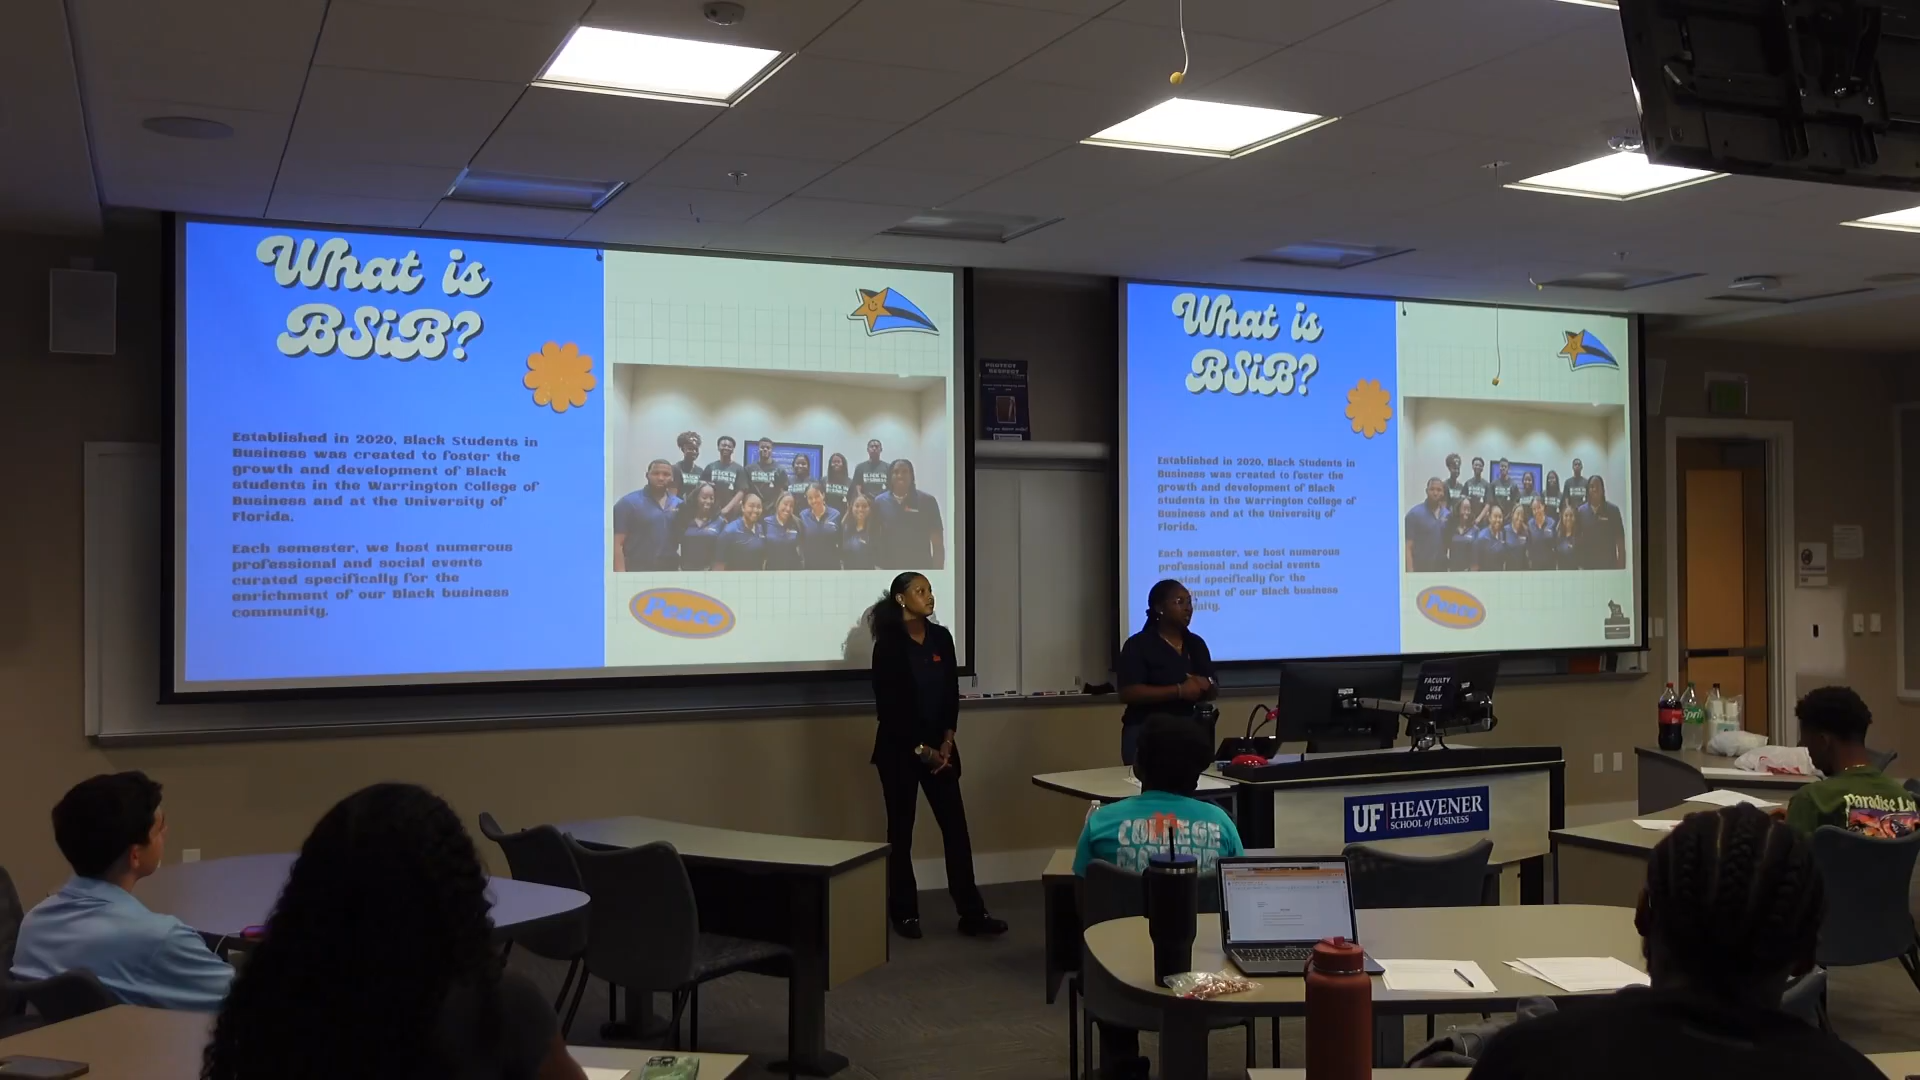 What is
BSiB?
Established in 2020, Black Students in
Business was created to foster the
growth and development of Black
students in the Warrington College of
Business and at the University of
Florida.
Each semester, we host numerous
professional and social events
curated specifically for the
enrichment of our Black business
community.
Peace
What is
BSiB?
Established in 2020, Black Students in
Business was created to foster the
growth and development of Black
students in the Warrington College of
Business and at the University of
Florida.
Each semester, we host numerous
professional and social events
specifically for the
of our Black business
Peace
PROTECT
RESPECT
FACULTY
USE
ONLY
UF HEAVENER
SCHOOL of BUSINESS
COLLEGE
Sprite
Paradise